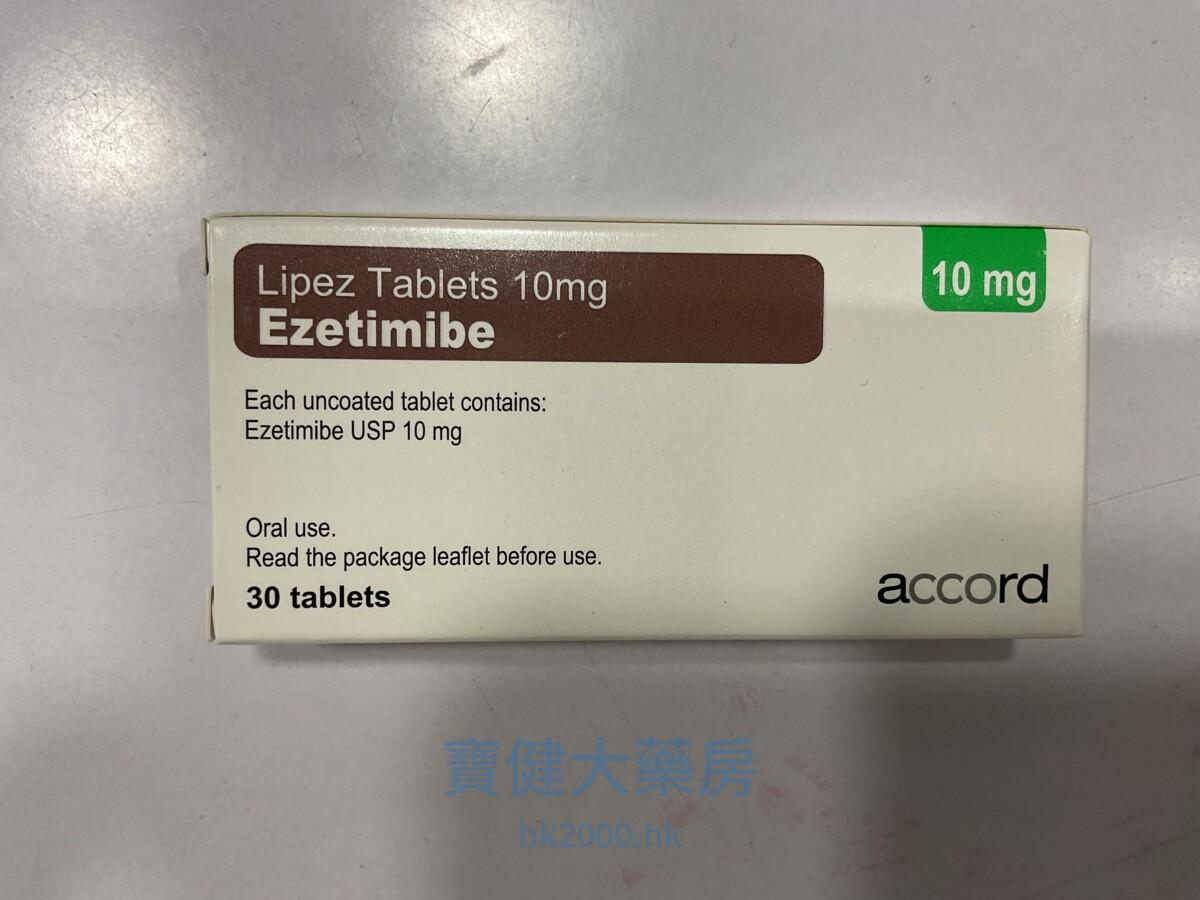 Lipez Tablets 10mg
Ezetimibe
10 mg
Each uncoated tablet contains:
Ezetimibe USP 10 mg
Oral use.
Read the package leaflet before use.
30 tablets
accord
寶健大藥房
bk2000.hk